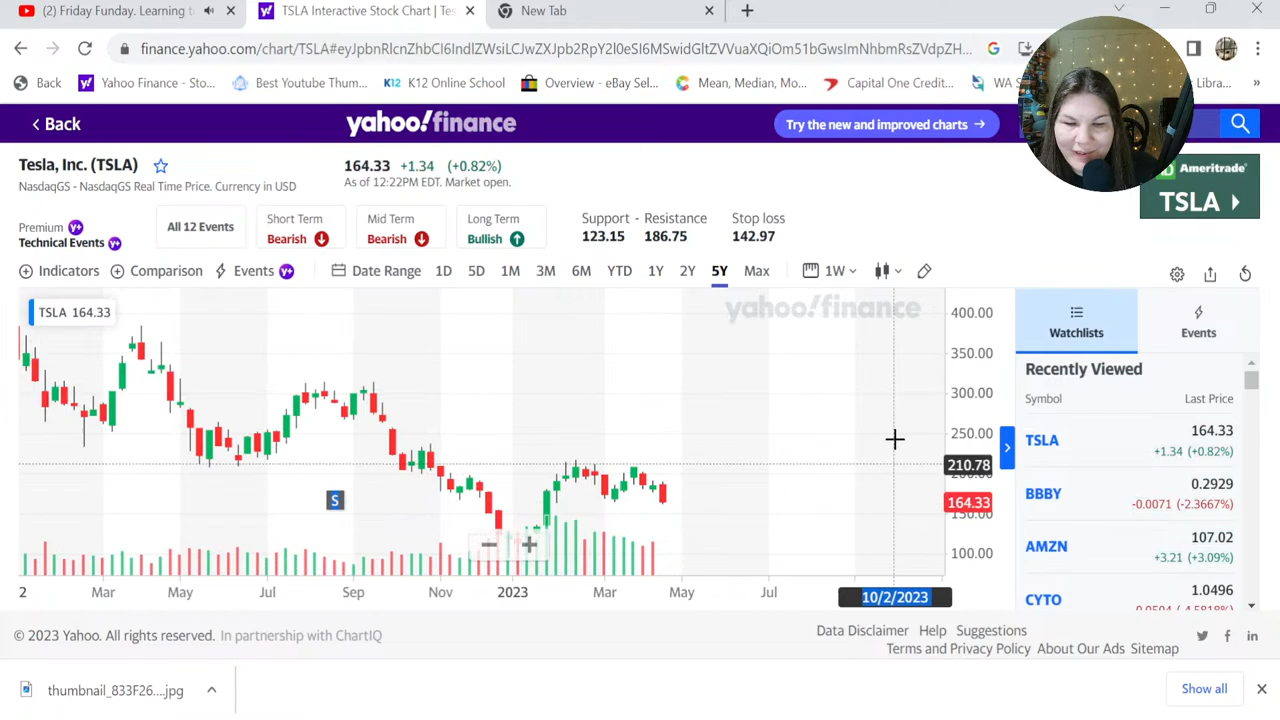 (2) Friday Funday. Learning t
TSLA Interactive Stock Chart | Tes
New Tab
finance.yahoo.com/chart/TSLA#eyJpbnRlcnZhbCI6IndlZWsiLCJwZXJpb2RpY2l0eSI6MSwidGltZVVuaXQiOm51bGwsImNhbmRsZVdpZH...
Back
Yahoo Finance - Sto...
Best Youtube Thum...
K12 K12 Online School
Overview - eBay Sel...
Mean, Median, Mo...
Capital One Credit...
WA S
Libra...
»
Back
yahoo!finance
Try the new and improved charts →
Tesla, Inc. (TSLA)
NasdaqGS - NasdaqGS Real Time Price. Currency in USD
164.33 +1.34 (+0.82%)
As of 12:22PM EDT. Market open.
Ameritrade®
TSLA
Premium Y+
Technical Events Y+
All 12 Events
Short Term
Bearish
Mid Term
Bearish
Long Term
Bullish
Support - Resistance
123.15 186.75
Stop loss
142.97
Indicators
Comparison
Events Y+
Date Range 1D 5D 1M 3M 6M YTD 1Y 2Y 5Y Max
1W
TSLA 164.33
yahoo!finance
400.00
350.00
300.00
250.00
210.78
164.33
150.00
100.00
S
2 Mar May Jul Sep Nov 2023 Mar May Jul
10/2/2023
Watchlists
Events
Recently Viewed
Symbol Last Price
TSLA 164.33
+1.34 (+0.82%)
BBBY 0.2929
-0.0071 (-2.3667%)
AMZN 107.02
+3.21 (+3.09%)
CYTO 1.0496
© 2023 Yahoo. All rights reserved. In partnership with ChartIQ
Data Disclaimer Help Suggestions
Terms and Privacy Policy About Our Ads Sitemap
thumbnail_833F26....jpg
Show all